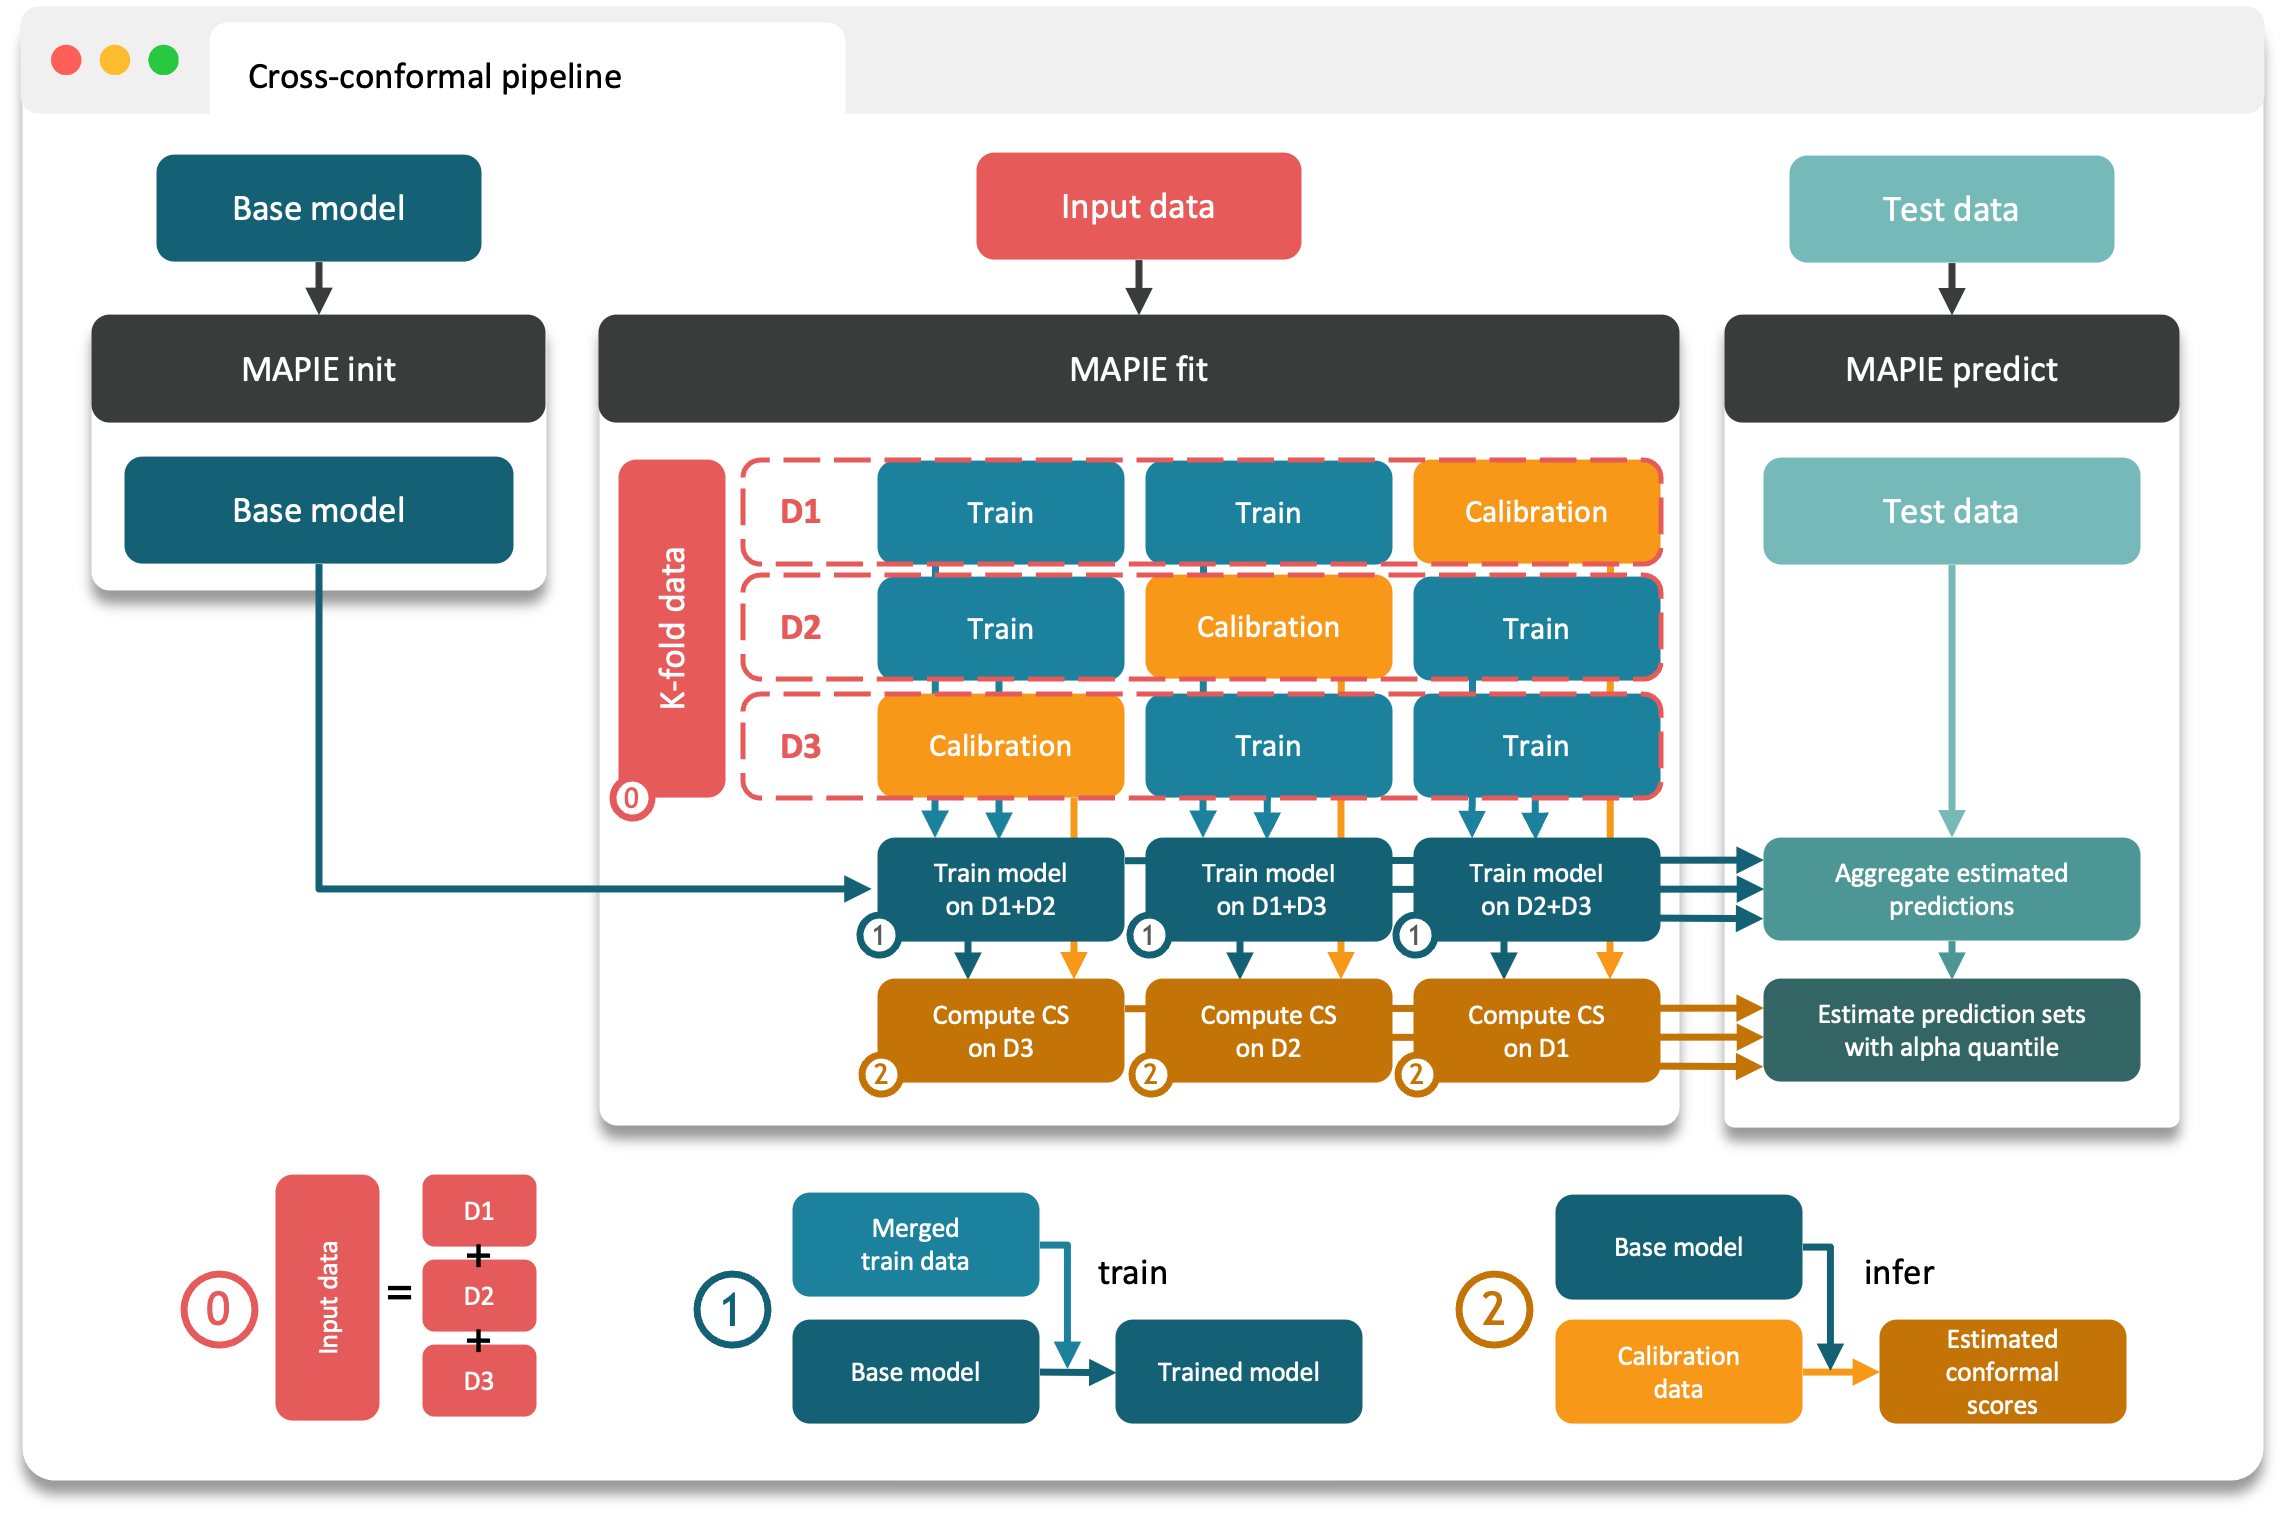 Cross-conformal pipeline
Base model
Input data
Test data
MAPIE init
MAPIE fit
MAPIE predict
Base model
K-fold data
0
D1
Train
Train
Calibration
D2
Train
Calibration
Train
D3
Calibration
Train
Train
Test data
Train model
on D1+D2
1
Train model
on D1+D3
1
Train model
on D2+D3
1
Aggregate estimated
predictions
Compute CS
on D3
2
Compute CS
on D2
2
Compute CS
on D1
2
Estimate prediction sets
with alpha quantile
0
Input data
=
D1
+
D2
+
D3
1
Merged
train data
train
Base model
Trained model
2
Base model
infer
Calibration
data
Estimated
conformal
scores